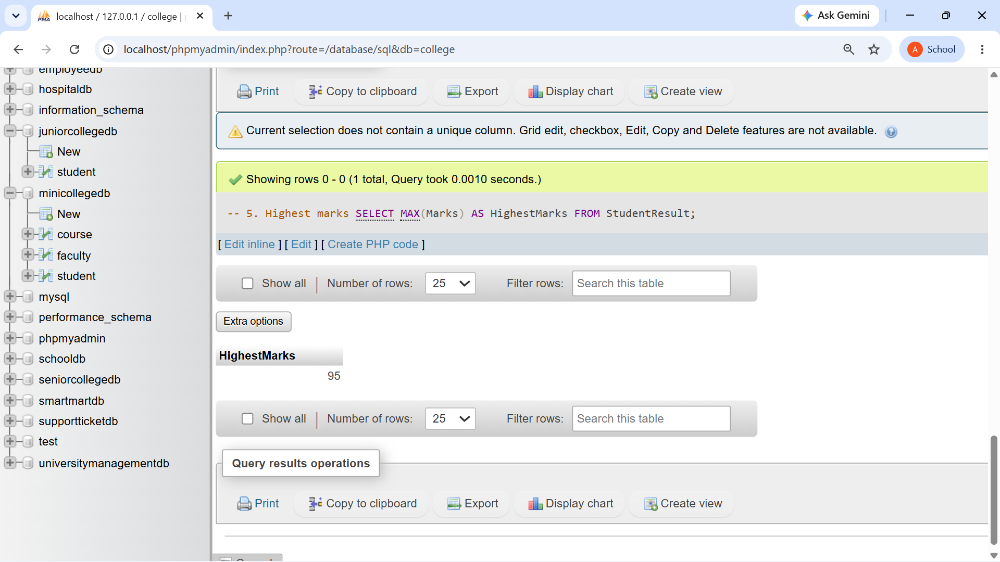 localhost / 127.0.0.1 / college |
Ask Gemini
localhost/phpmyadmin/index.php?route=/database/sql&db=college
A School
employeedb
hospitaldb
information_schema
juniorcollegedb
New
student
minicollegedb
New
course
faculty
student
mysql
performance_schema
phpmyadmin
schooldb
seniorcollegedb
smartmartdb
supportticketdb
test
universitymanagementdb
Print Copy to clipboard Export Display chart Create view
Current selection does not contain a unique column. Grid edit, checkbox, Edit, Copy and Delete features are not available.
Showing rows 0 - 0 (1 total, Query took 0.0010 seconds.)
-- 5. Highest marks SELECT MAX(Marks) AS HighestMarks FROM StudentResult;
[ Edit inline ] [ Edit ] [ Create PHP code ]
Show all | Number of rows: 25 Filter rows: Search this table
Extra options
HighestMarks
95
Show all | Number of rows: 25 Filter rows: Search this table
Query results operations
Print Copy to clipboard Export Display chart Create view